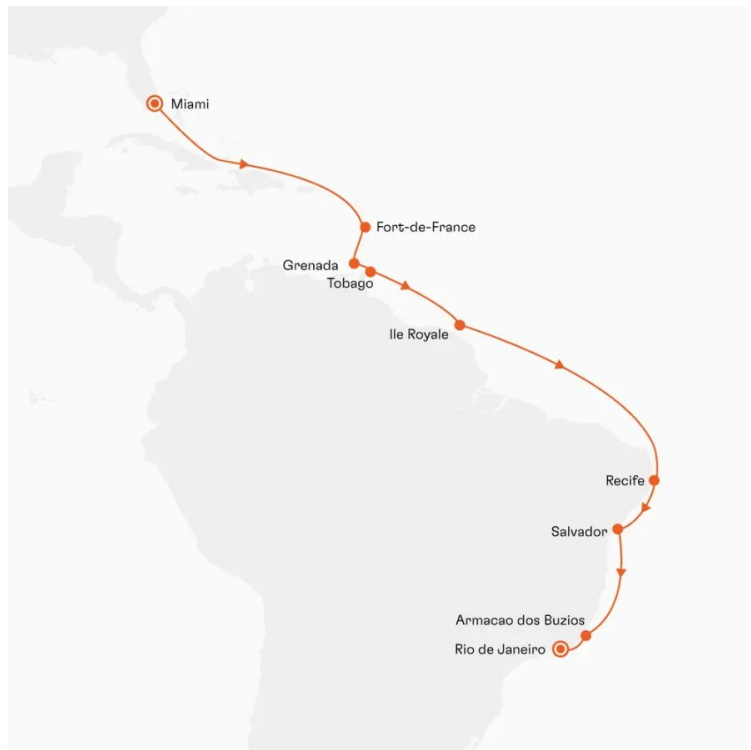 Miami
Fort-de-France
Grenada
Tobago
Ile Royale
Recife
Salvador
Armacao dos Buzios
Rio de Janeiro